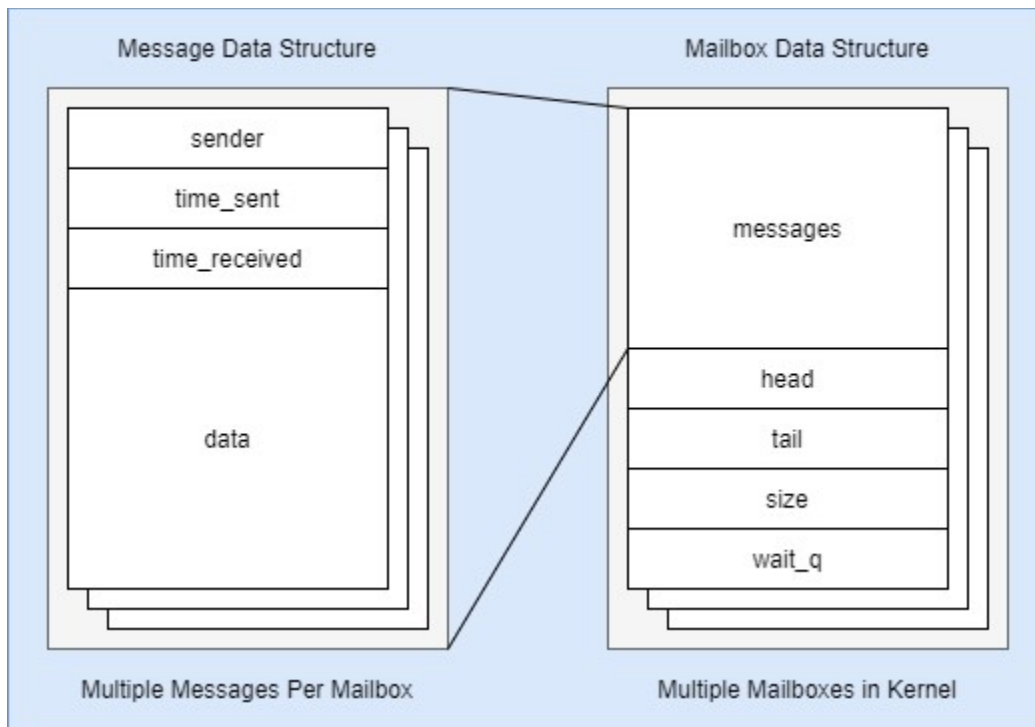 Message Data Structure
sender
time_sent
time_received
data
Multiple Messages Per Mailbox
Mailbox Data Structure
messages
head
tail
size
wait_q
Multiple Mailboxes in Kernel